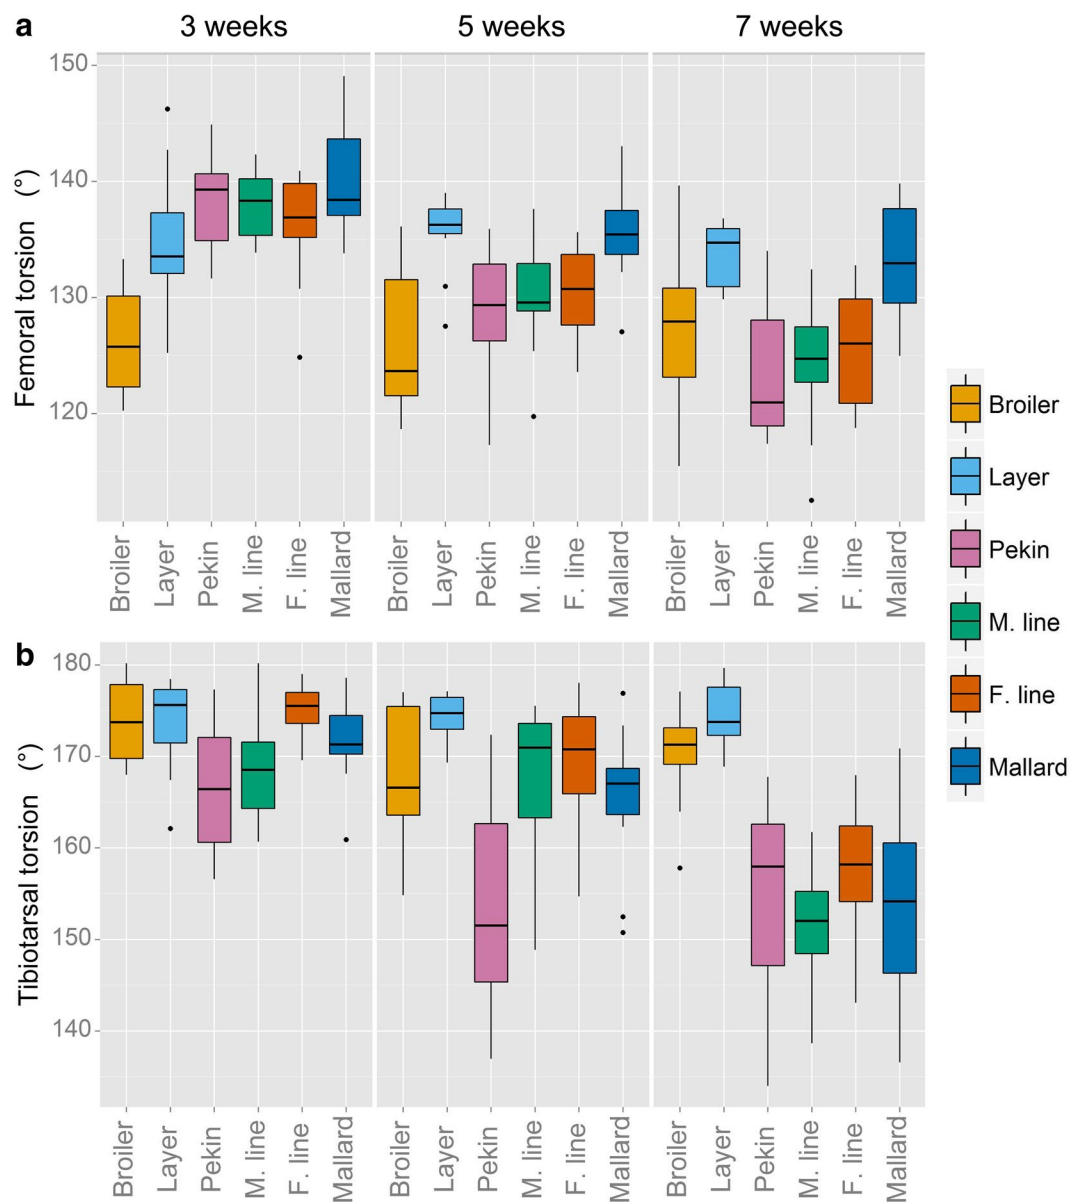 a
3 weeks 5 weeks 7 weeks
Femoral torsion (°)
150
140
130
120
Broiler Layer Pekin M. line F. line Mallard Broiler Layer Pekin M. line F. line Mallard Broiler Layer Pekin M. line F. line Mallard
b
Tibiotarsal torsion (°)
180
170
160
150
140
Broiler Layer Pekin M. line F. line Mallard Broiler Layer Pekin M. line F. line Mallard Broiler Layer Pekin M. line F. line Mallard
Broiler
Layer
Pekin
M. line
F. line
Mallard